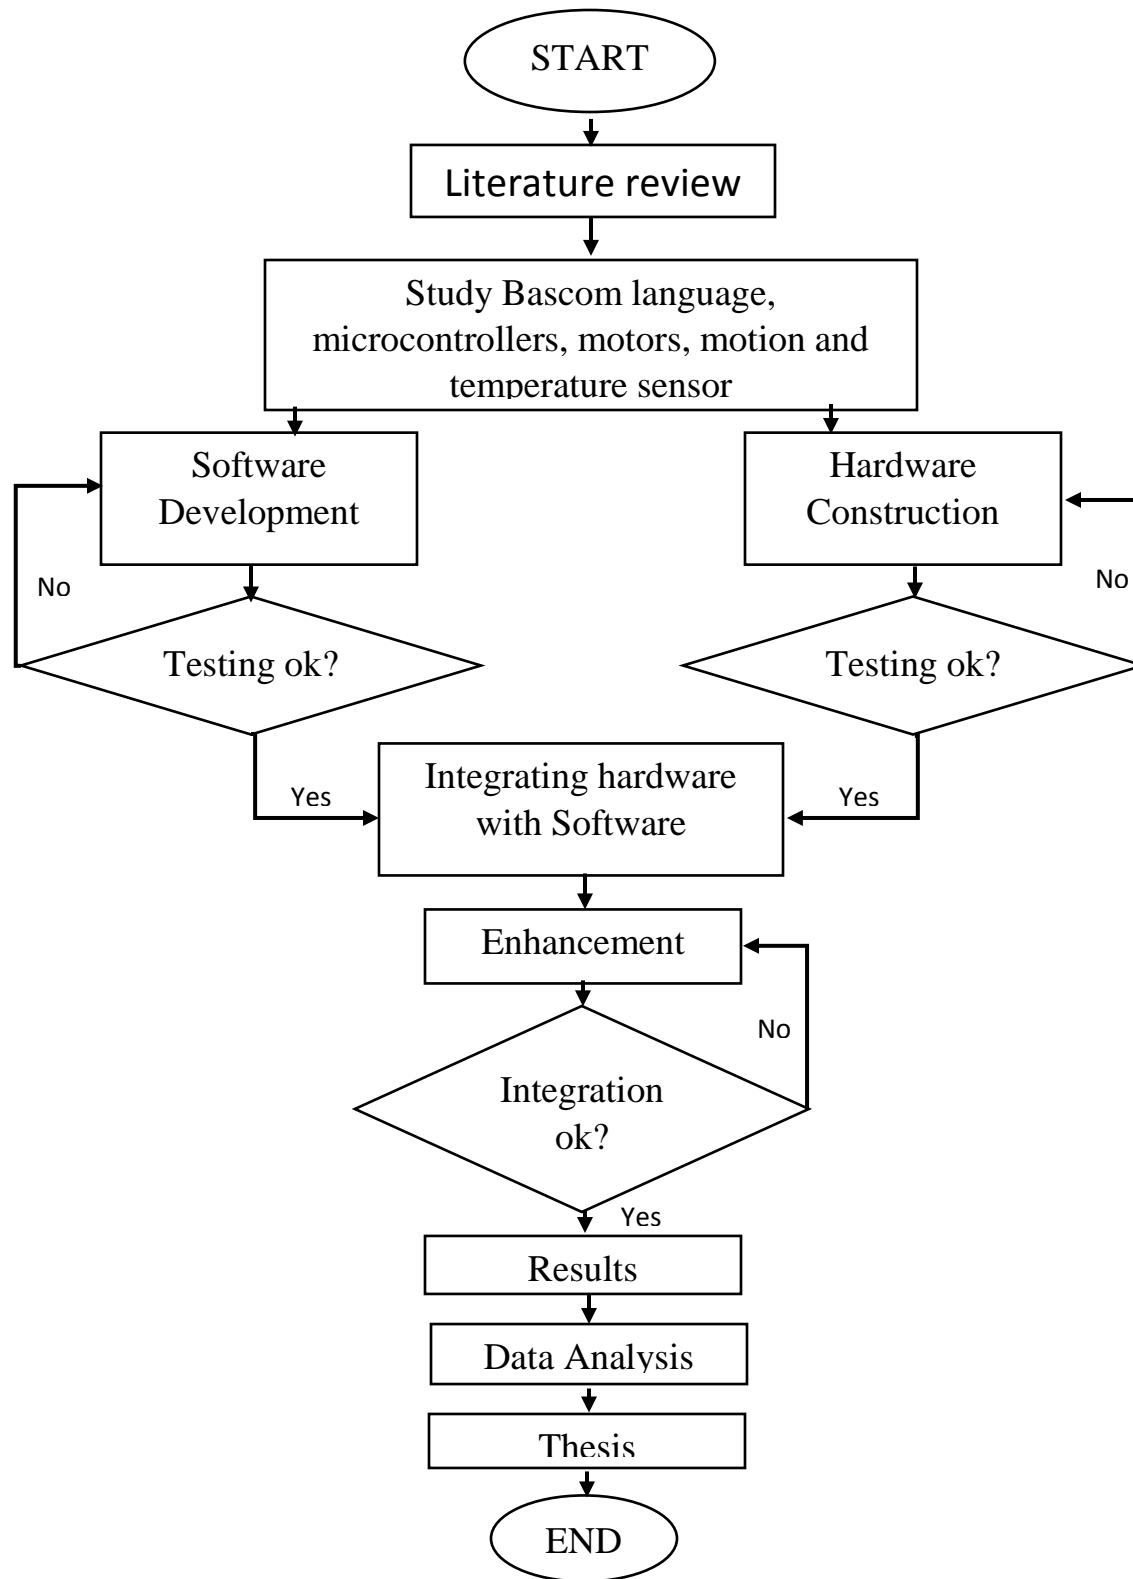 START
Literature review
Study Bascom language,
microcontrollers, motors, motion and
temperature sensor
Software
Development
Hardware
Construction
No
No
Testing ok?
Testing ok?
Integrating hardware
with Software
Yes
Yes
Enhancement
No
Integration
ok?
Yes
Results
Data Analysis
Thesis
END